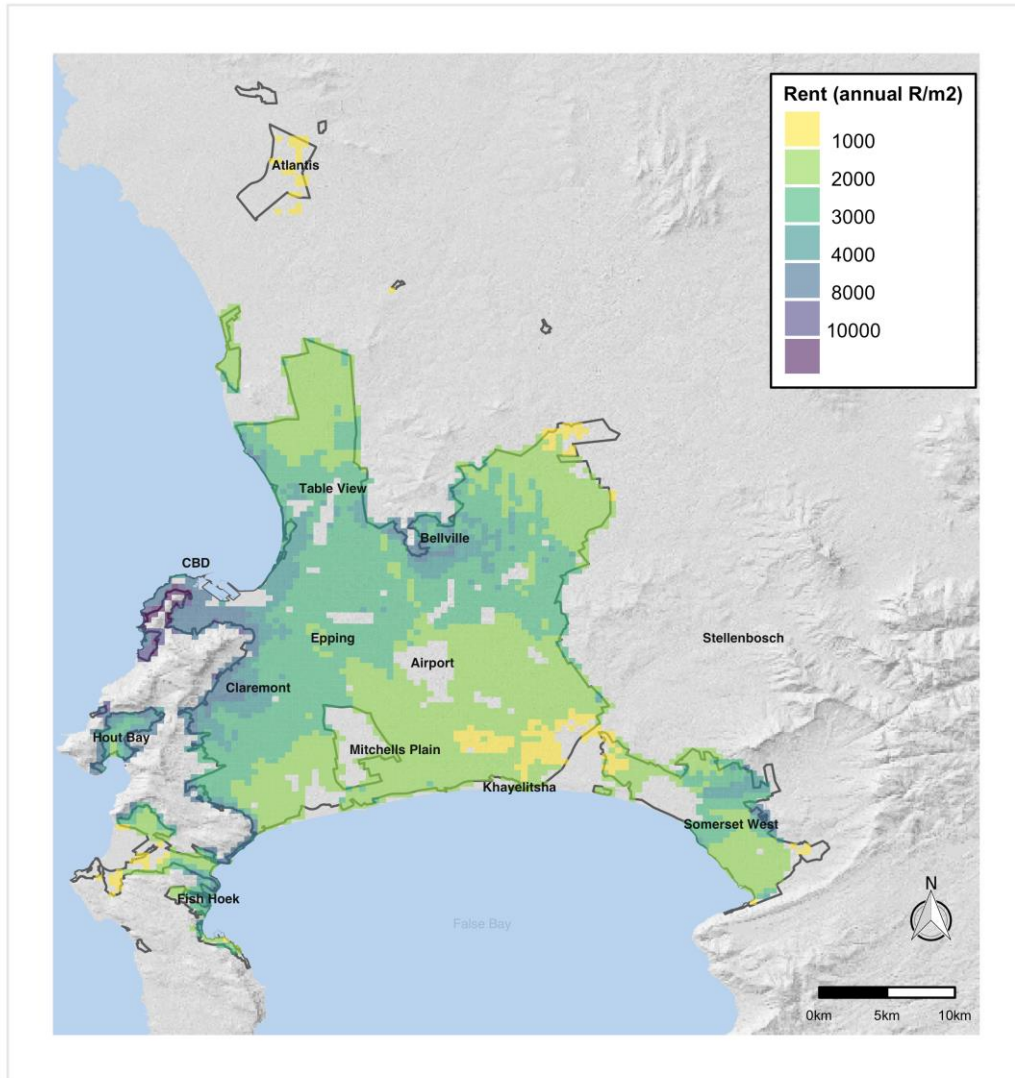 Rent (annual R/m2)
1000
2000
3000
4000
8000
10000
Atlantis
Table View
Bellville
CBD
Epping
Stellenbosch
Airport
Claremont
Hout Bay
Mitchells Plain
Khayelitsha
Somerset West
Fish Hoek
False Bay
N
0km 5km 10km